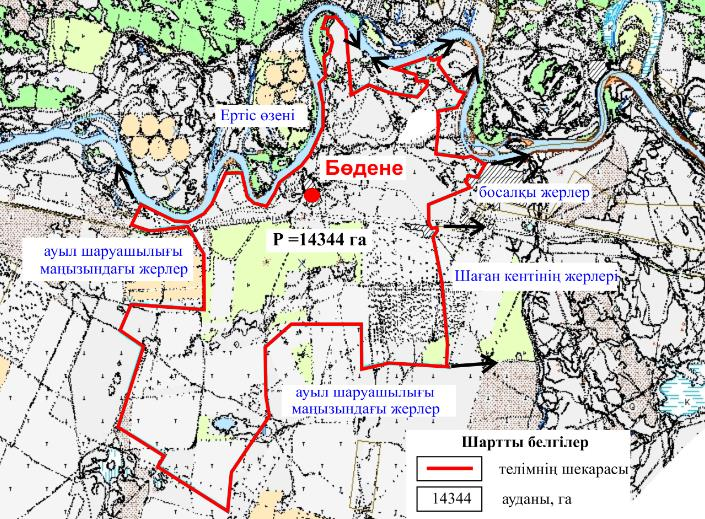 Ертіс өзені
Бөдене
босалқы жерлер
ауыл шаруашылығы
маңызындағы жерлер
P =14344 га
Шаған кентінің жерлері
ауыл шаруашылығы
маңызындағы жерлер
Шартты белгілер
телімнің шекарасы
14344 ауданы, га